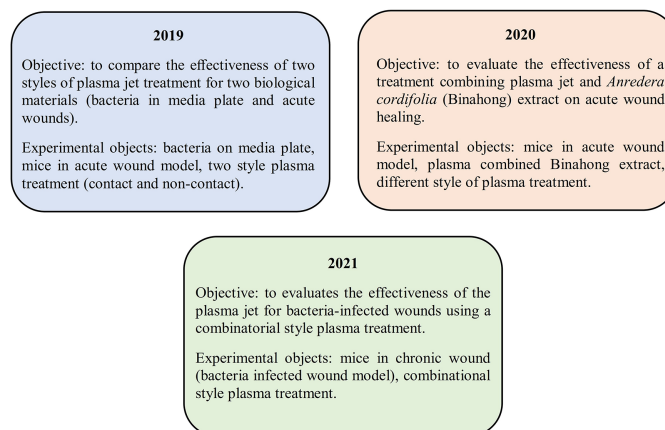 2019
Objective: to compare the effectiveness of two
styles of plasma jet treatment for two biological
materials (bacteria in media plate and acute
wounds).
Experimental objects: bacteria on media plate,
mice in acute wound model, two style plasma
treatment (contact and non-contact).
2020
Objective: to evaluate the effectiveness of a
treatment combining plasma jet and Anredera
cordifolia (Binahong) extract on acute wound
healing.
Experimental objects: mice in acute wound
model, plasma combined Binahong extract,
different style of plasma treatment.
2021
Objective: to evaluates the effectiveness of the
plasma jet for bacteria-infected wounds using a
combinatorial style plasma treatment.
Experimental objects: mice in chronic wound
(bacteria infected wound model), combinational
style plasma treatment.